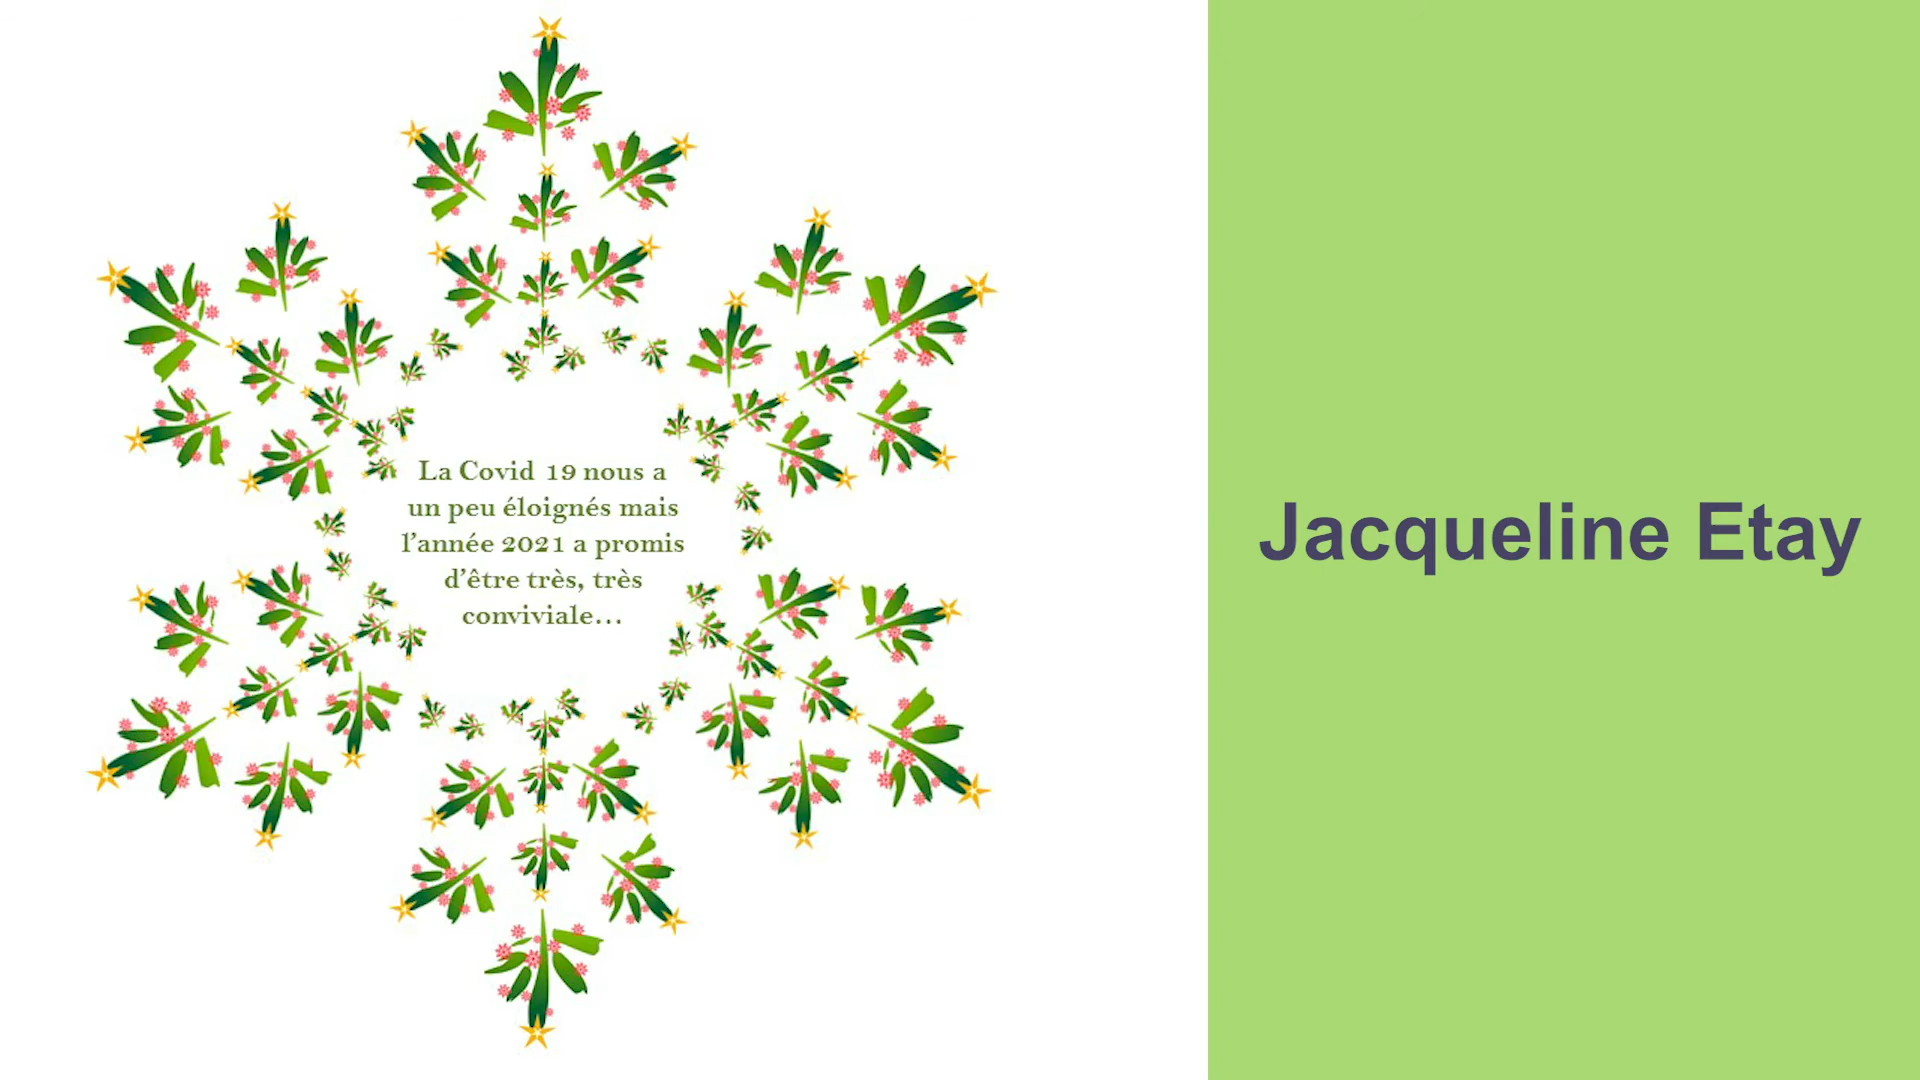 La Covid 19 nous a
un peu éloignés mais
l’année 2021 a promis
d’être très, très
conviviale…
Jacqueline Etay